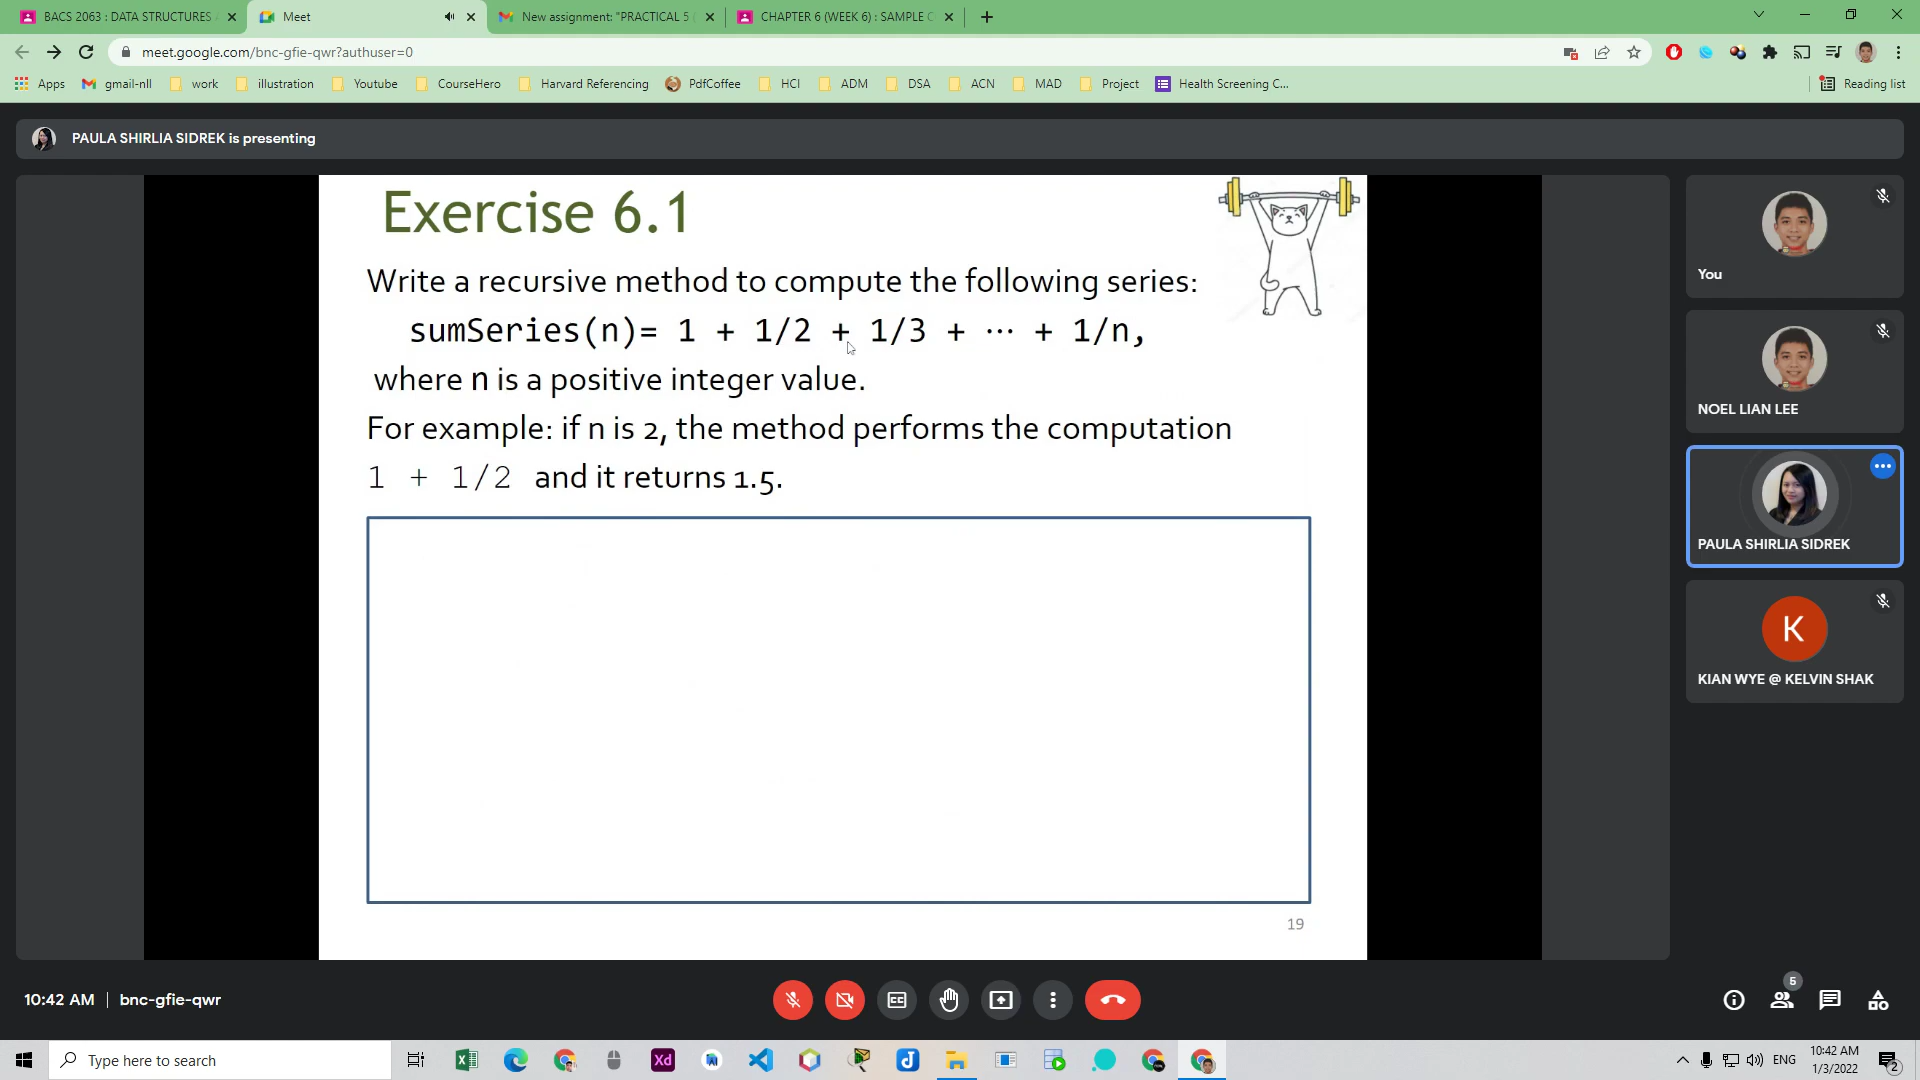 BACS 2063 : DATA STRUCTURES
Meet
New assignment: "PRACTICAL 5
CHAPTER 6 (WEEK 6) : SAMPLE C
meet.google.com/bnc-gfie-qwr?authuser=0
Apps
gmail-nll
work
illustration
Youtube
CourseHero
Harvard Referencing
PdfCoffee
HCI
ADM
DSA
ACN
MAD
Project
Health Screening C...
Reading list
PAULA SHIRLIA SIDREK is presenting
Exercise 6.1
Write a recursive method to compute the following series:
sumSeries(n)= 1 + 1/2 + 1/3 + ⋯ + 1/n,
where n is a positive integer value.
For example: if n is 2, the method performs the computation
1 + 1/2 and it returns 1.5.
19
You
NOEL LIAN LEE
PAULA SHIRLIA SIDREK
K
KIAN WYE @ KELVIN SHAK
10:42 AM | bnc-gfie-qwr
5
Type here to search
Xd
ENG
10:42 AM
1/3/2022
2